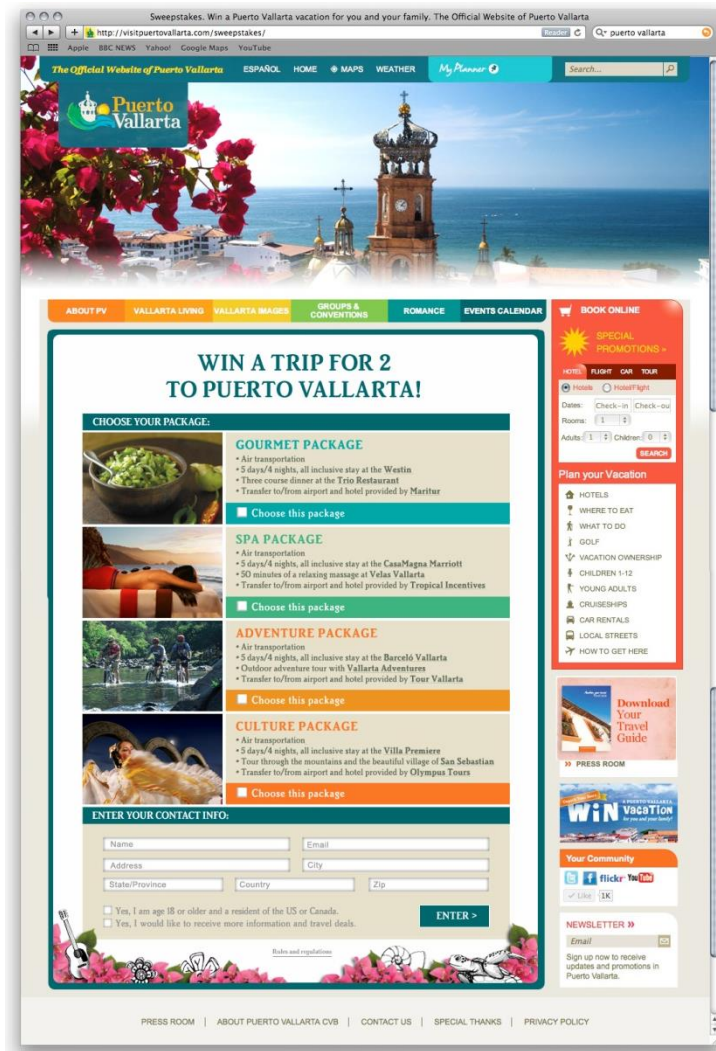 Sweepstakes. Win a Puerto Vallarta vacation for you and your family. The Official Website of Puerto Vallarta
http://visitpuertovallarta.com/sweepstakes/
Reader
puerto vallarta
Apple BBC NEWS Yahoo! Google Maps YouTube
The Official Website of Puerto Vallarta
ESPAÑOL HOME MAPS WEATHER
My Planner
Search...
Puerto
Vallarta
ABOUT PV
VALLARTA LIVING
VALLARTA IMAGES
GROUPS &
CONVENTIONS
ROMANCE
EVENTS CALENDAR
WIN A TRIP FOR 2
TO PUERTO VALLARTA!
CHOOSE YOUR PACKAGE:
GOURMET PACKAGE
• Air transportation
• 5 days/4 nights, all inclusive stay at the Westin
• Three course dinner at the Trio Restaurant
• Transfer to/from airport and hotel provided by Maritur
Choose this package
SPA PACKAGE
• Air transportation
• 5 days/4 nights, all inclusive stay at the CasaMagna Marriott
• 50 minutes of a relaxing massage at Velas Vallarta
• Transfer to/from airport and hotel provided by Tropical Incentives
Choose this package
ADVENTURE PACKAGE
• Air transportation
• 5 days/4 nights, all inclusive stay at the Barceló Vallarta
• Outdoor adventure tour with Vallarta Adventures
• Transfer to/from airport and hotel provided by Tour Vallarta
Choose this package
CULTURE PACKAGE
• Air transportation
• 5 days/4 nights, all inclusive stay at the Villa Premiere
• Tour through the mountains and the beautiful village of San Sebastian
• Transfer to/from airport and hotel provided by Olympus Tours
Choose this package
ENTER YOUR CONTACT INFO:
Name
Email
Address
City
State/Province
Country
Zip
Yes, I am age 18 or older and a resident of the US or Canada.
Yes, I would like to receive more information and travel deals.
ENTER >
Rules and regulations
BOOK ONLINE
SPECIAL
PROMOTIONS »
HOTEL FLIGHT CAR TOUR
Hotels Hotel/Flight
Dates: Check-in Check-ou
Rooms: 1
Adults: 1 Children: 0
SEARCH
Plan your Vacation
HOTELS
WHERE TO EAT
WHAT TO DO
GOLF
VACATION OWNERSHIP
CHILDREN 1-12
YOUNG ADULTS
CRUISESHIPS
CAR RENTALS
LOCAL STREETS
HOW TO GET HERE
Download
Your
Travel
Guide
» PRESS ROOM
WiN
A PUERTO VALLARTA
VacaTion
for you and your family!
Your Community
flickr YouTube
Like 1K
NEWSLETTER »
Email
Sign up now to receive
updates and promotions in
Puerto Vallarta.
PRESS ROOM | ABOUT PUERTO VALLARTA CVB | CONTACT US | SPECIAL THANKS | PRIVACY POLICY